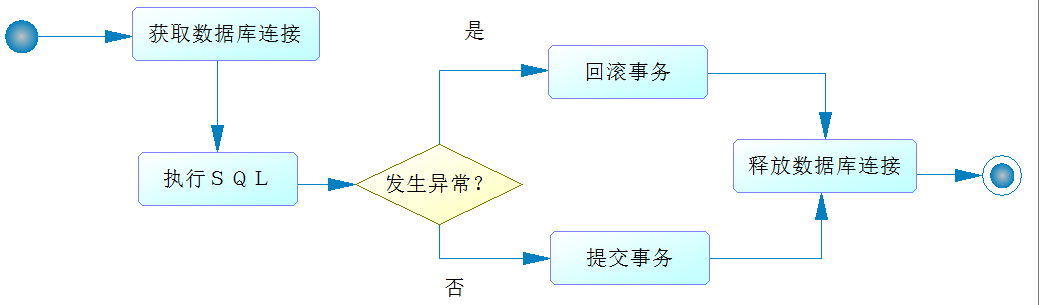 获取数据库连接
执行ＳＱＬ
发生异常?
是
回滚事务
否
提交事务
释放数据库连接